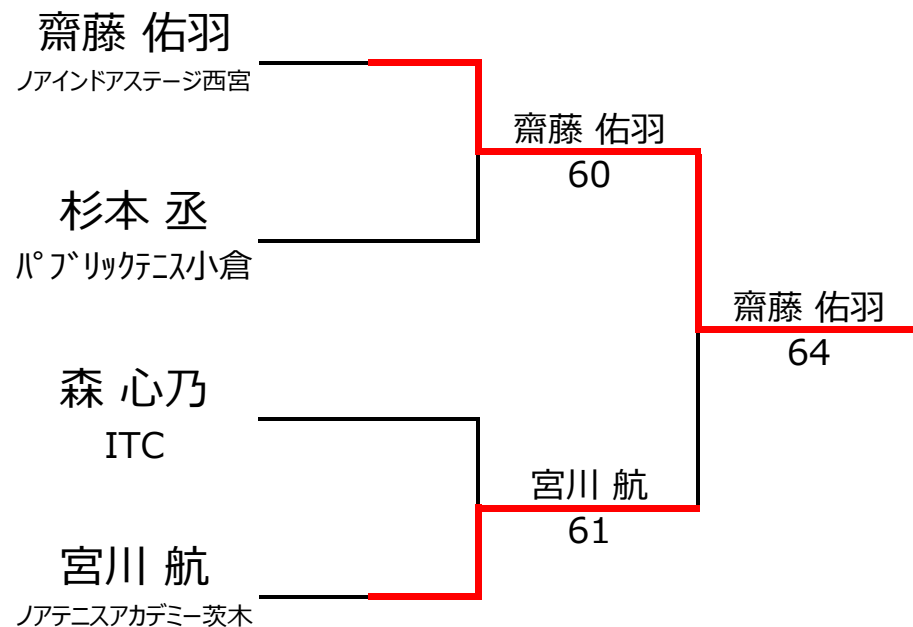 齋藤 佑羽
ノアインドアステージ西宮
齋藤 佑羽
60
杉本 丞
ﾊﾟﾌﾞﾘｯｸﾃﾆｽ小倉
齋藤 佑羽
64
森 心乃
ITC
宮川 航
61
宮川 航
ノアテニスアカデミー茨木